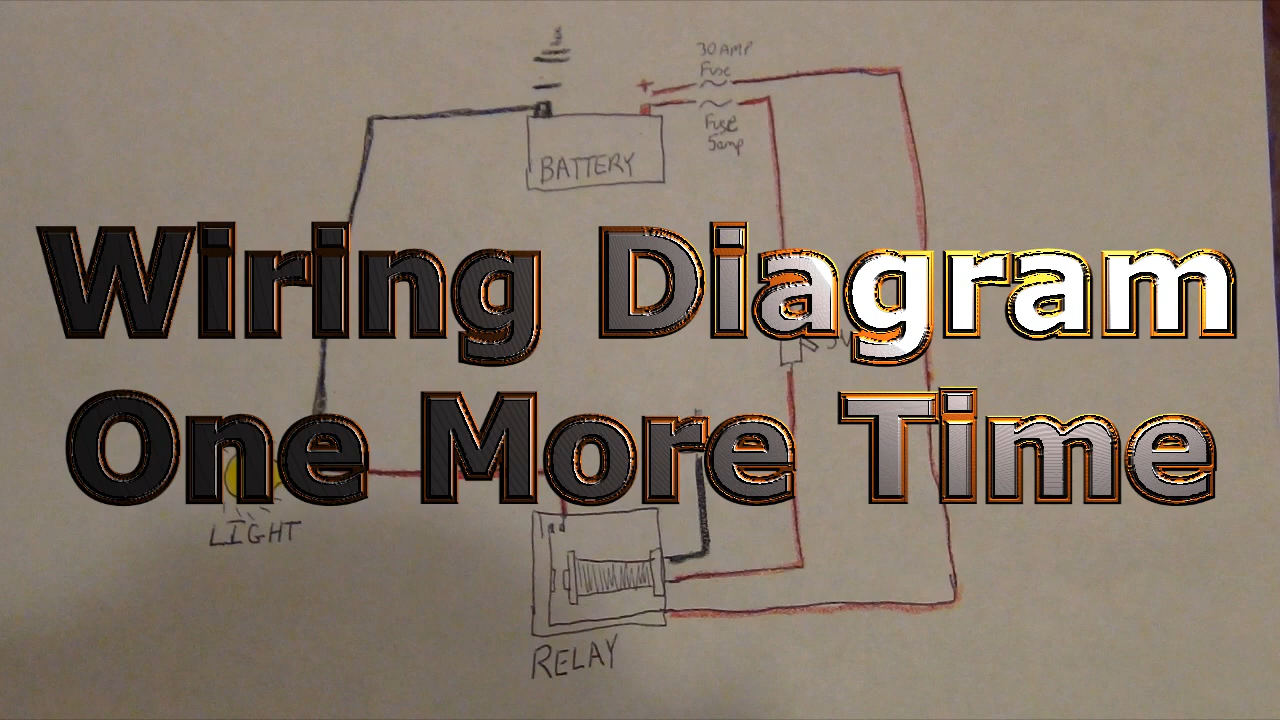 30 AMP
Fuse
+
Fuse
5amp
BATTERY
Wiring Diagram
One More Time
LIGHT
RELAY